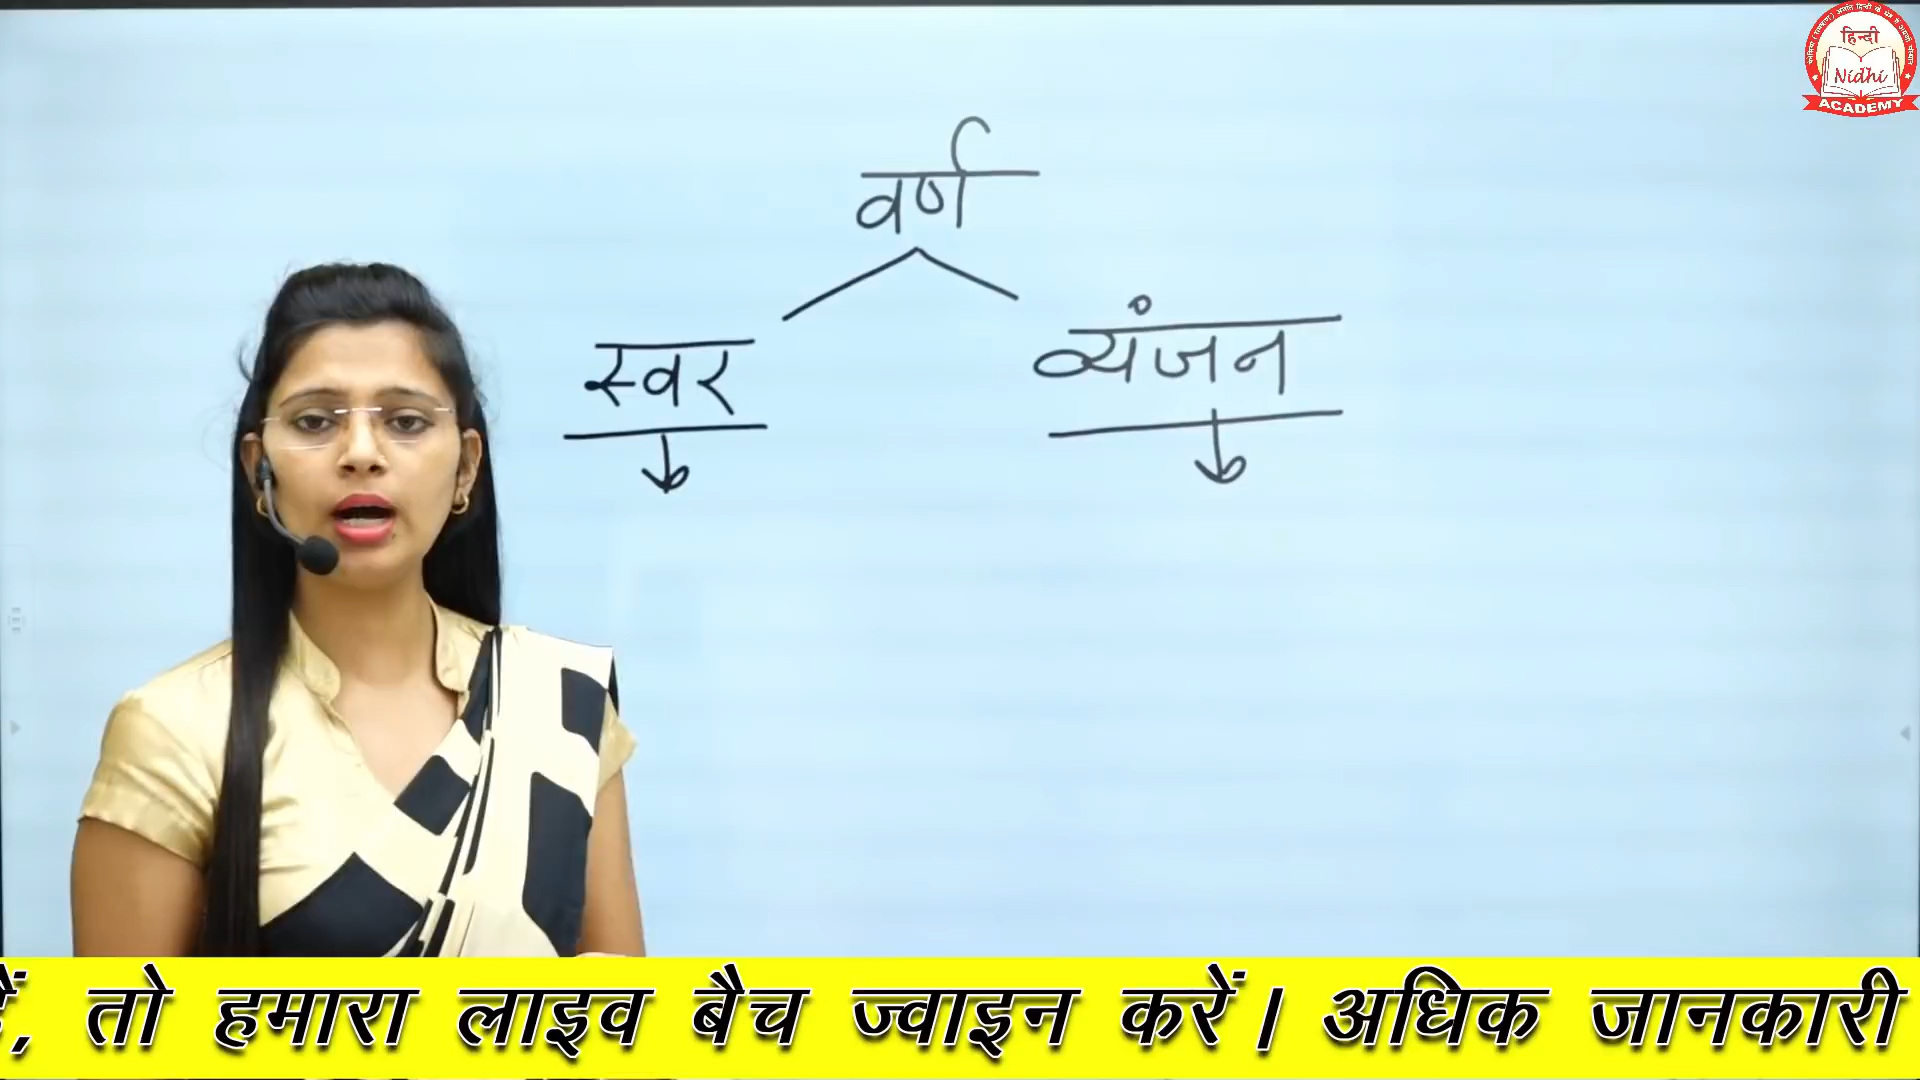 हिन्दी
Nidhi
ACADEMY
वर्ण
स्वर
व्यंजन
तो हमारा लाइव बैच ज्वाइन करें। अधिक जानकारी